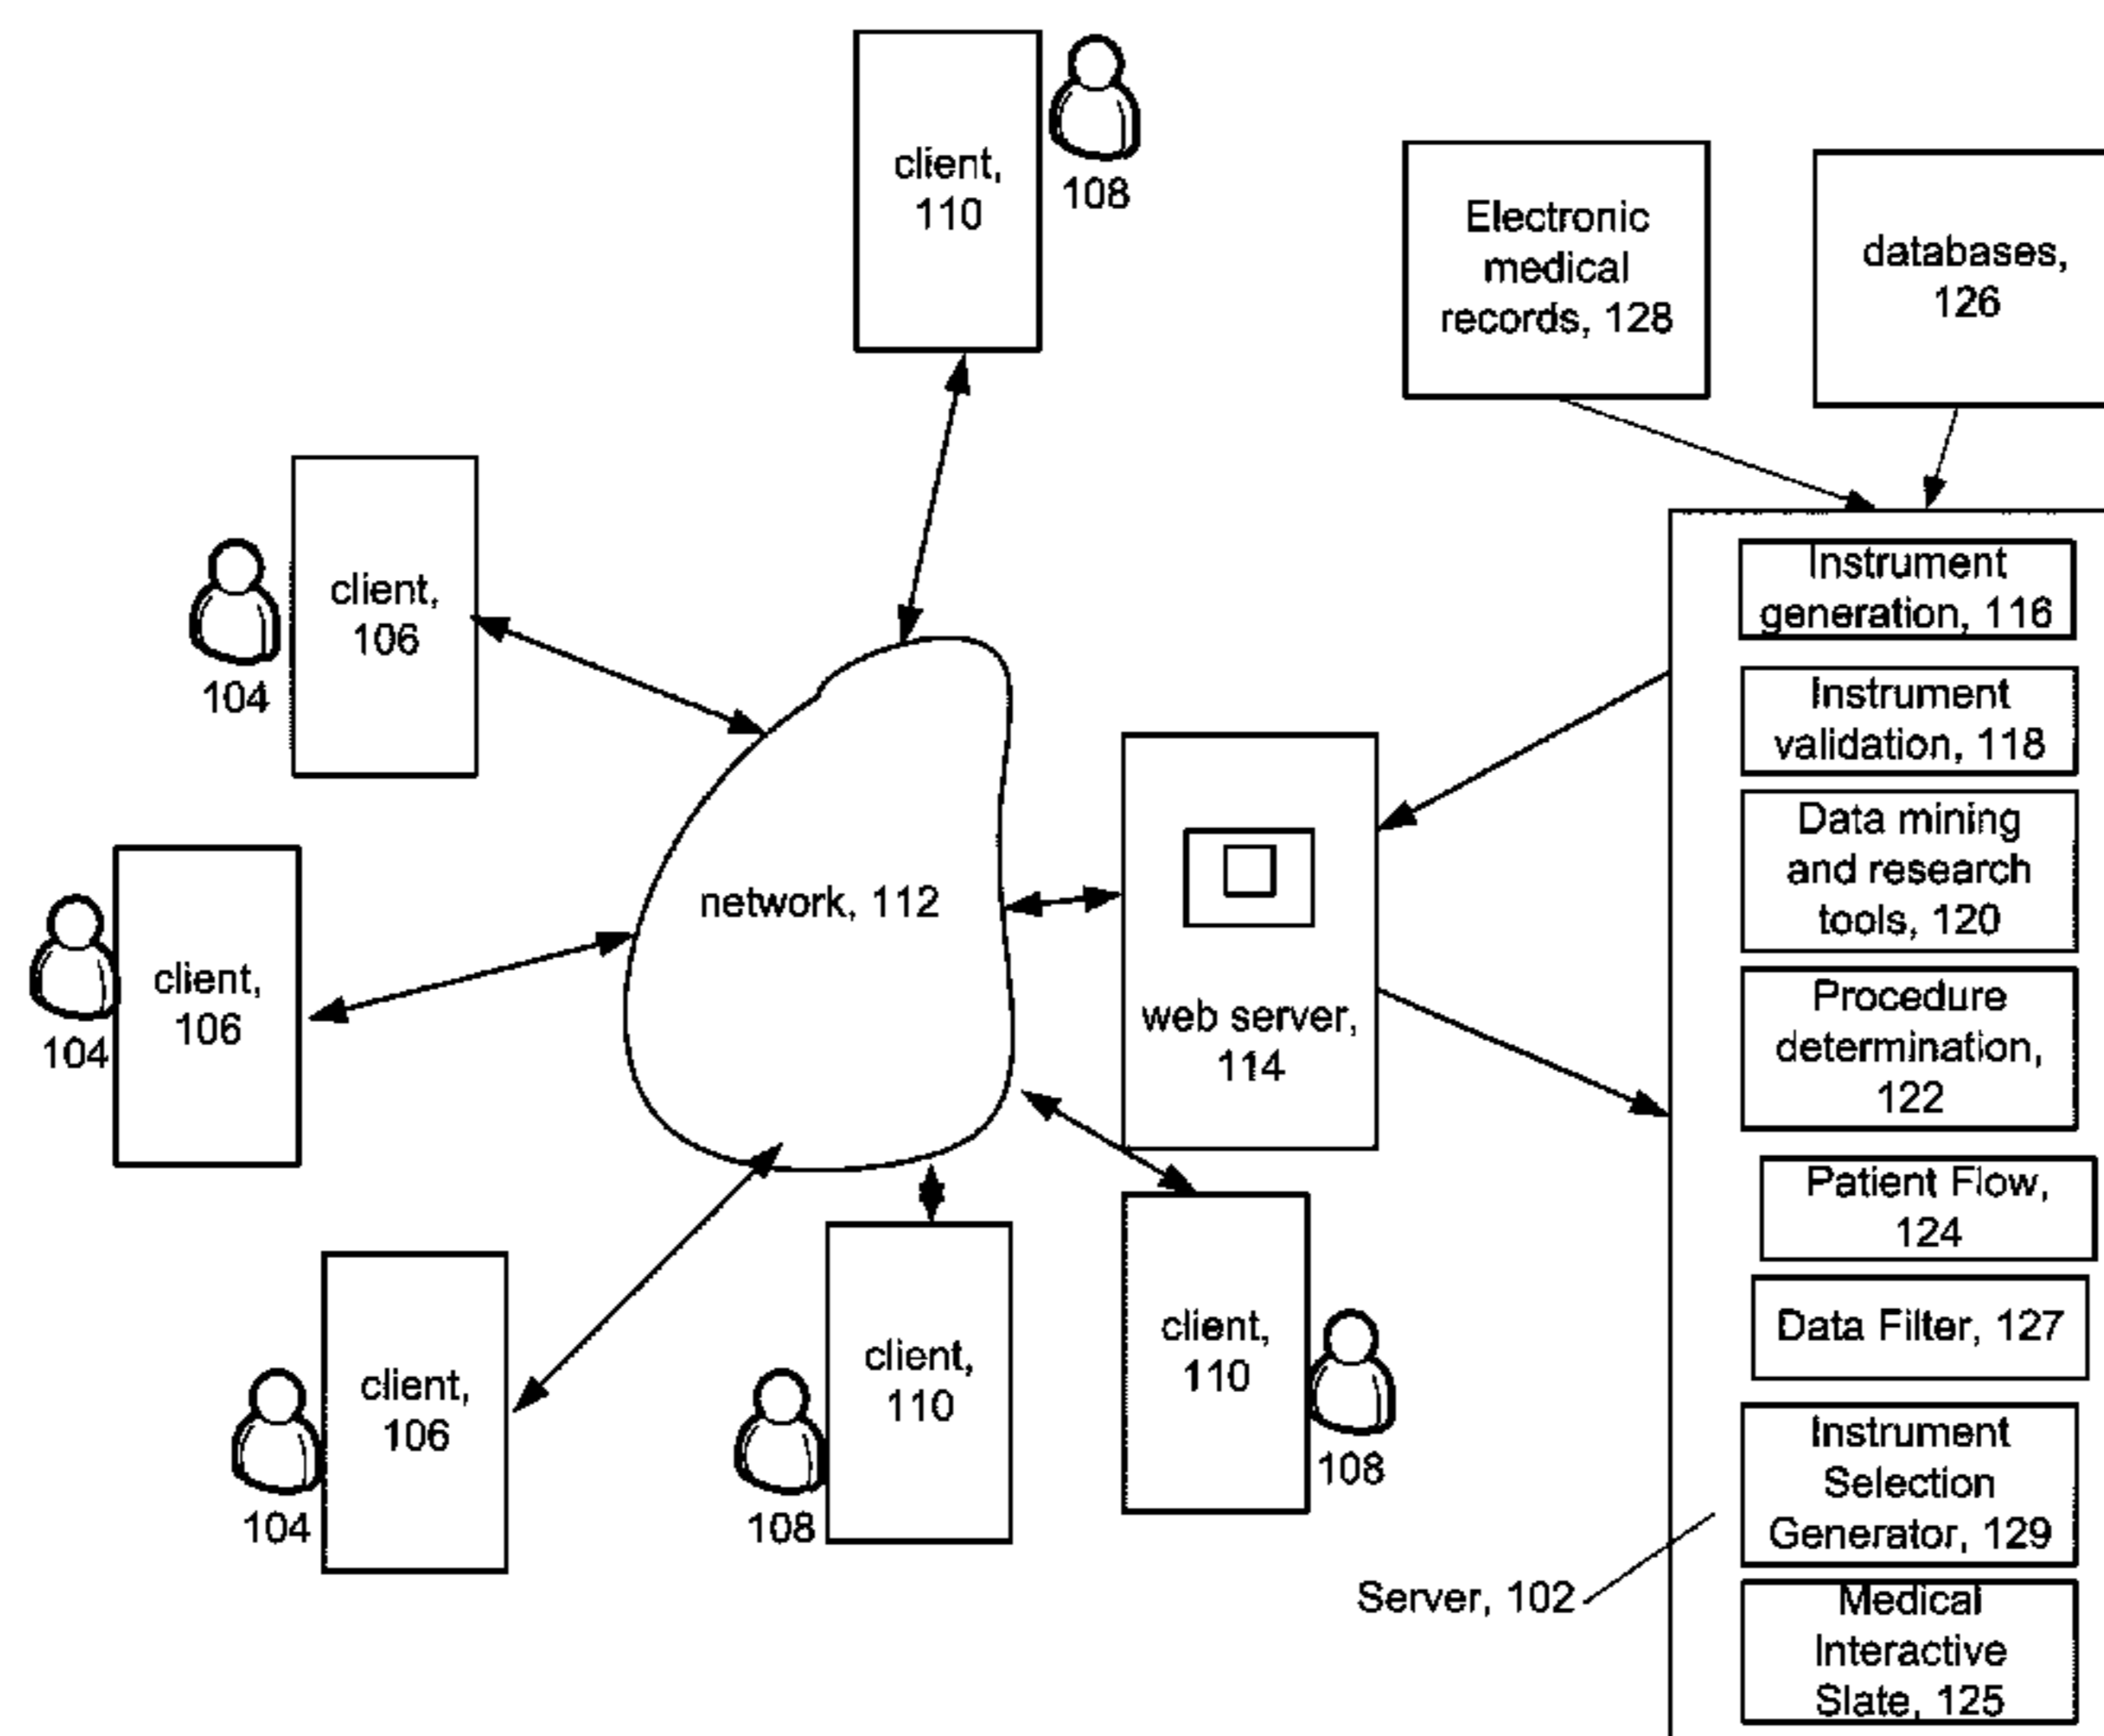 client,
110
108
Electronic
medical
records, 128
databases,
126
client,
106
104
Instrument
generation, 116
Instrument
validation, 118
Data mining
and research
tools, 120
Procedure
determination,
122
Patient Flow,
124
Data Filter, 127
Instrument
Selection
Generator, 129
Medical
Interactive
Slate, 125
Server, 102
network, 112
web server,
114
client,
106
104
client,
106
104
client,
110
108
client,
110
108